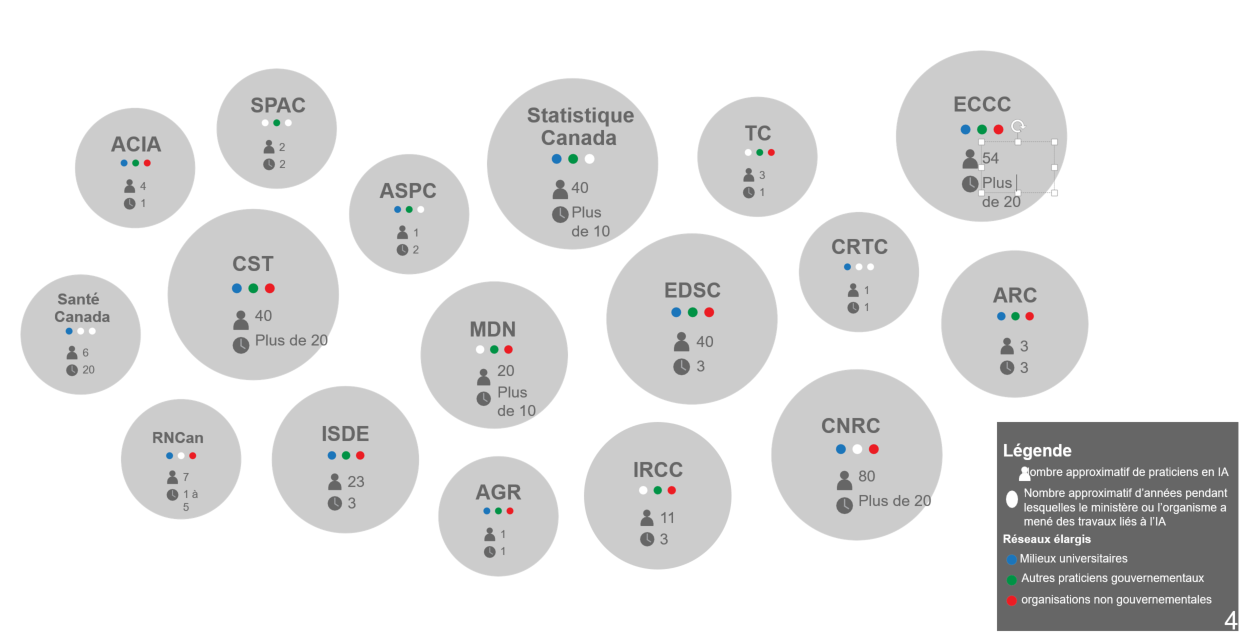 SPAC
2
2
ACIA
4
1
ASPC
1
2
Statistique
Canada
40
Plus
de 10
TC
3
1
ECCC
54
Plus
de 20
CST
40
Plus de 20
Santé
Canada
6
20
MDN
20
Plus
de 10
EDSC
40
3
CRTC
1
1
ARC
3
3
RNCan
7
1 à
5
ISDE
23
3
AGR
1
1
IRCC
11
3
CNRC
80
Plus de 20
Légende
ombre approximatif de praticiens en IA
Nombre approximatif d'années pendant
lesquelles le ministère ou l'organisme a
mené des travaux liés à l'IA
Réseaux élargis
Milieux universitaires
Autres praticiens gouvernementaux
organisations non gouvernementales
4